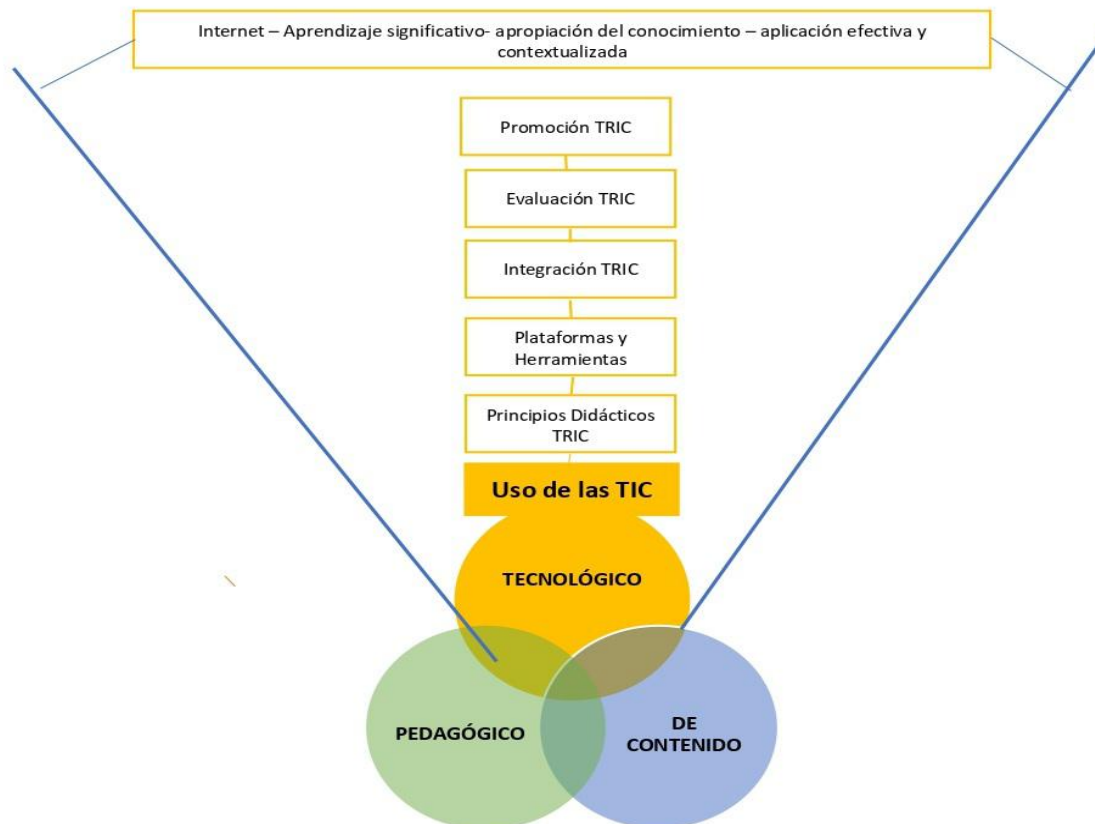 Internet – Aprendizaje significativo- apropiación del conocimiento – aplicación efectiva y
contextualizada
Promoción TRIC
Evaluación TRIC
Integración TRIC
Plataformas y
Herramientas
Principios Didácticos
TRIC
Uso de las TIC
TECNOLÓGICO
PEDAGÓGICO
DE
CONTENIDO